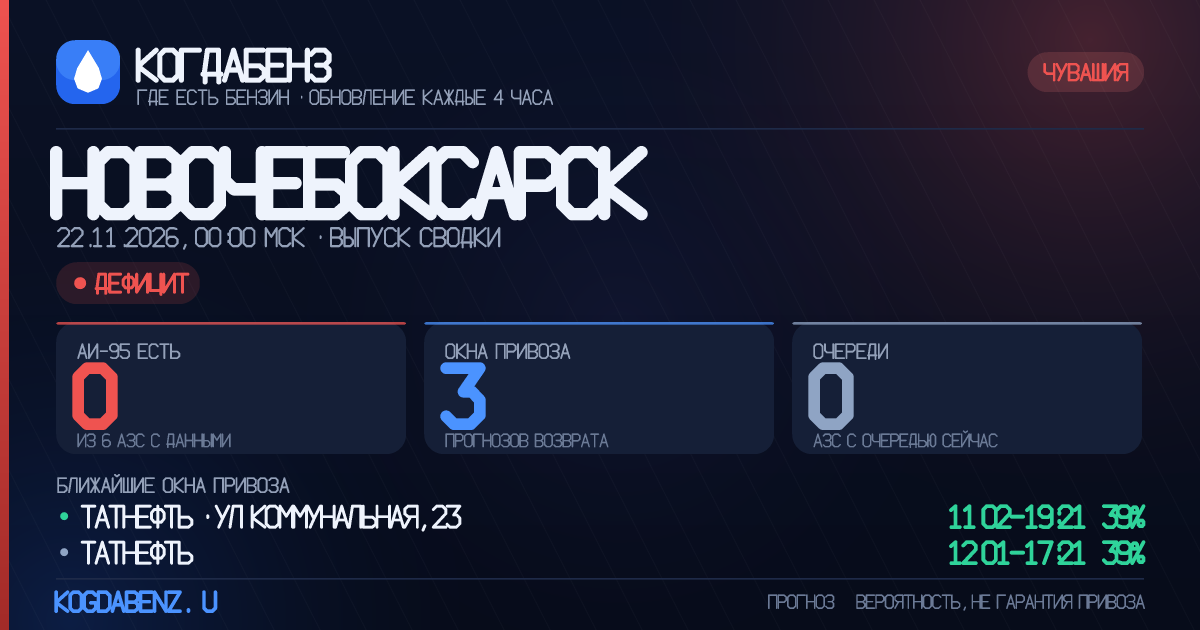 КОГДАБЕНЗ
ГДЕ ЕСТЬ БЕНЗИН · ОБНОВЛЕНИЕ КАЖДЫЕ 4 ЧАСА
ЧУВАШИЯ
НОВОЧЕБОКСАРСК
22.11.2026, 00:00 МСК · ВЫПУСК СВОДКИ
ДЕФИЦИТ
АИ-95 ЕСТЬ
0
ИЗ 6 АЗС С ДАННЫМИ
ОКНА ПРИВОЗА
3
ПРОГНОЗОВ ВОЗВРАТА
ОЧЕРЕДИ
0
АЗС С ОЧЕРЕДЬЮ СЕЙЧАС
БЛИЖАЙШИЕ ОКНА ПРИВОЗА
• ТАТНЕФТЬ · УЛ КОММУНАЛЬНАЯ, 23
11:02–19:21 39%
• ТАТНЕФТЬ
12:01–17:21 39%
KOGDABENZ. U
ПРОГНОЗ ВЕРОЯТНОСТЬ, НЕ ГАРАНТИЯ ПРИВОЗА